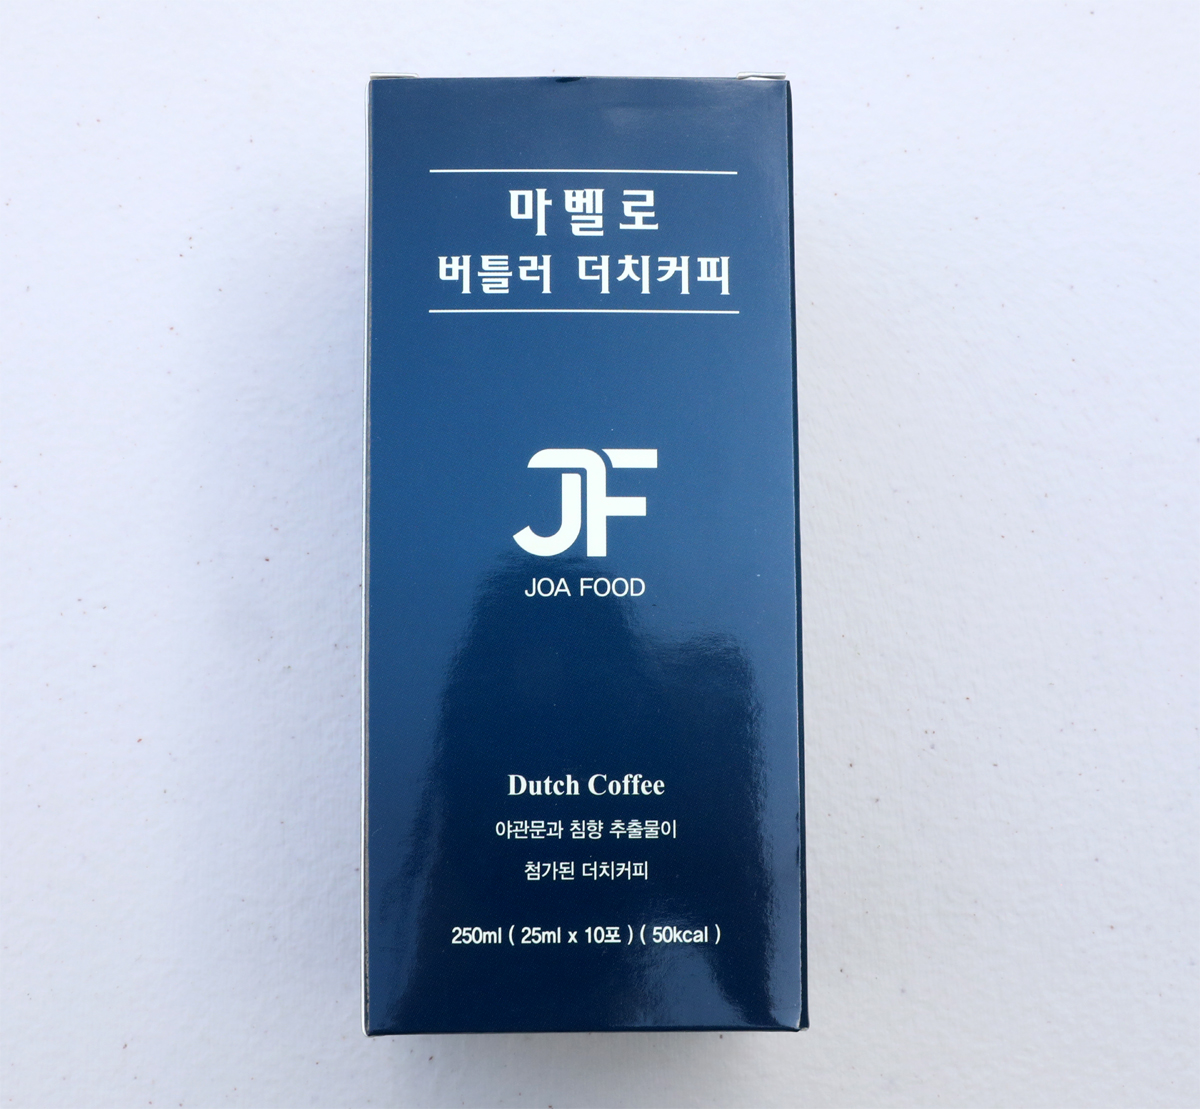 마벨로
버틀러 더치커피
JF
JOA FOOD
Dutch Coffee
야관문과 침향 추출물이
첨가된 더치커피
250ml ( 25ml x 10포 ) ( 50kcal )